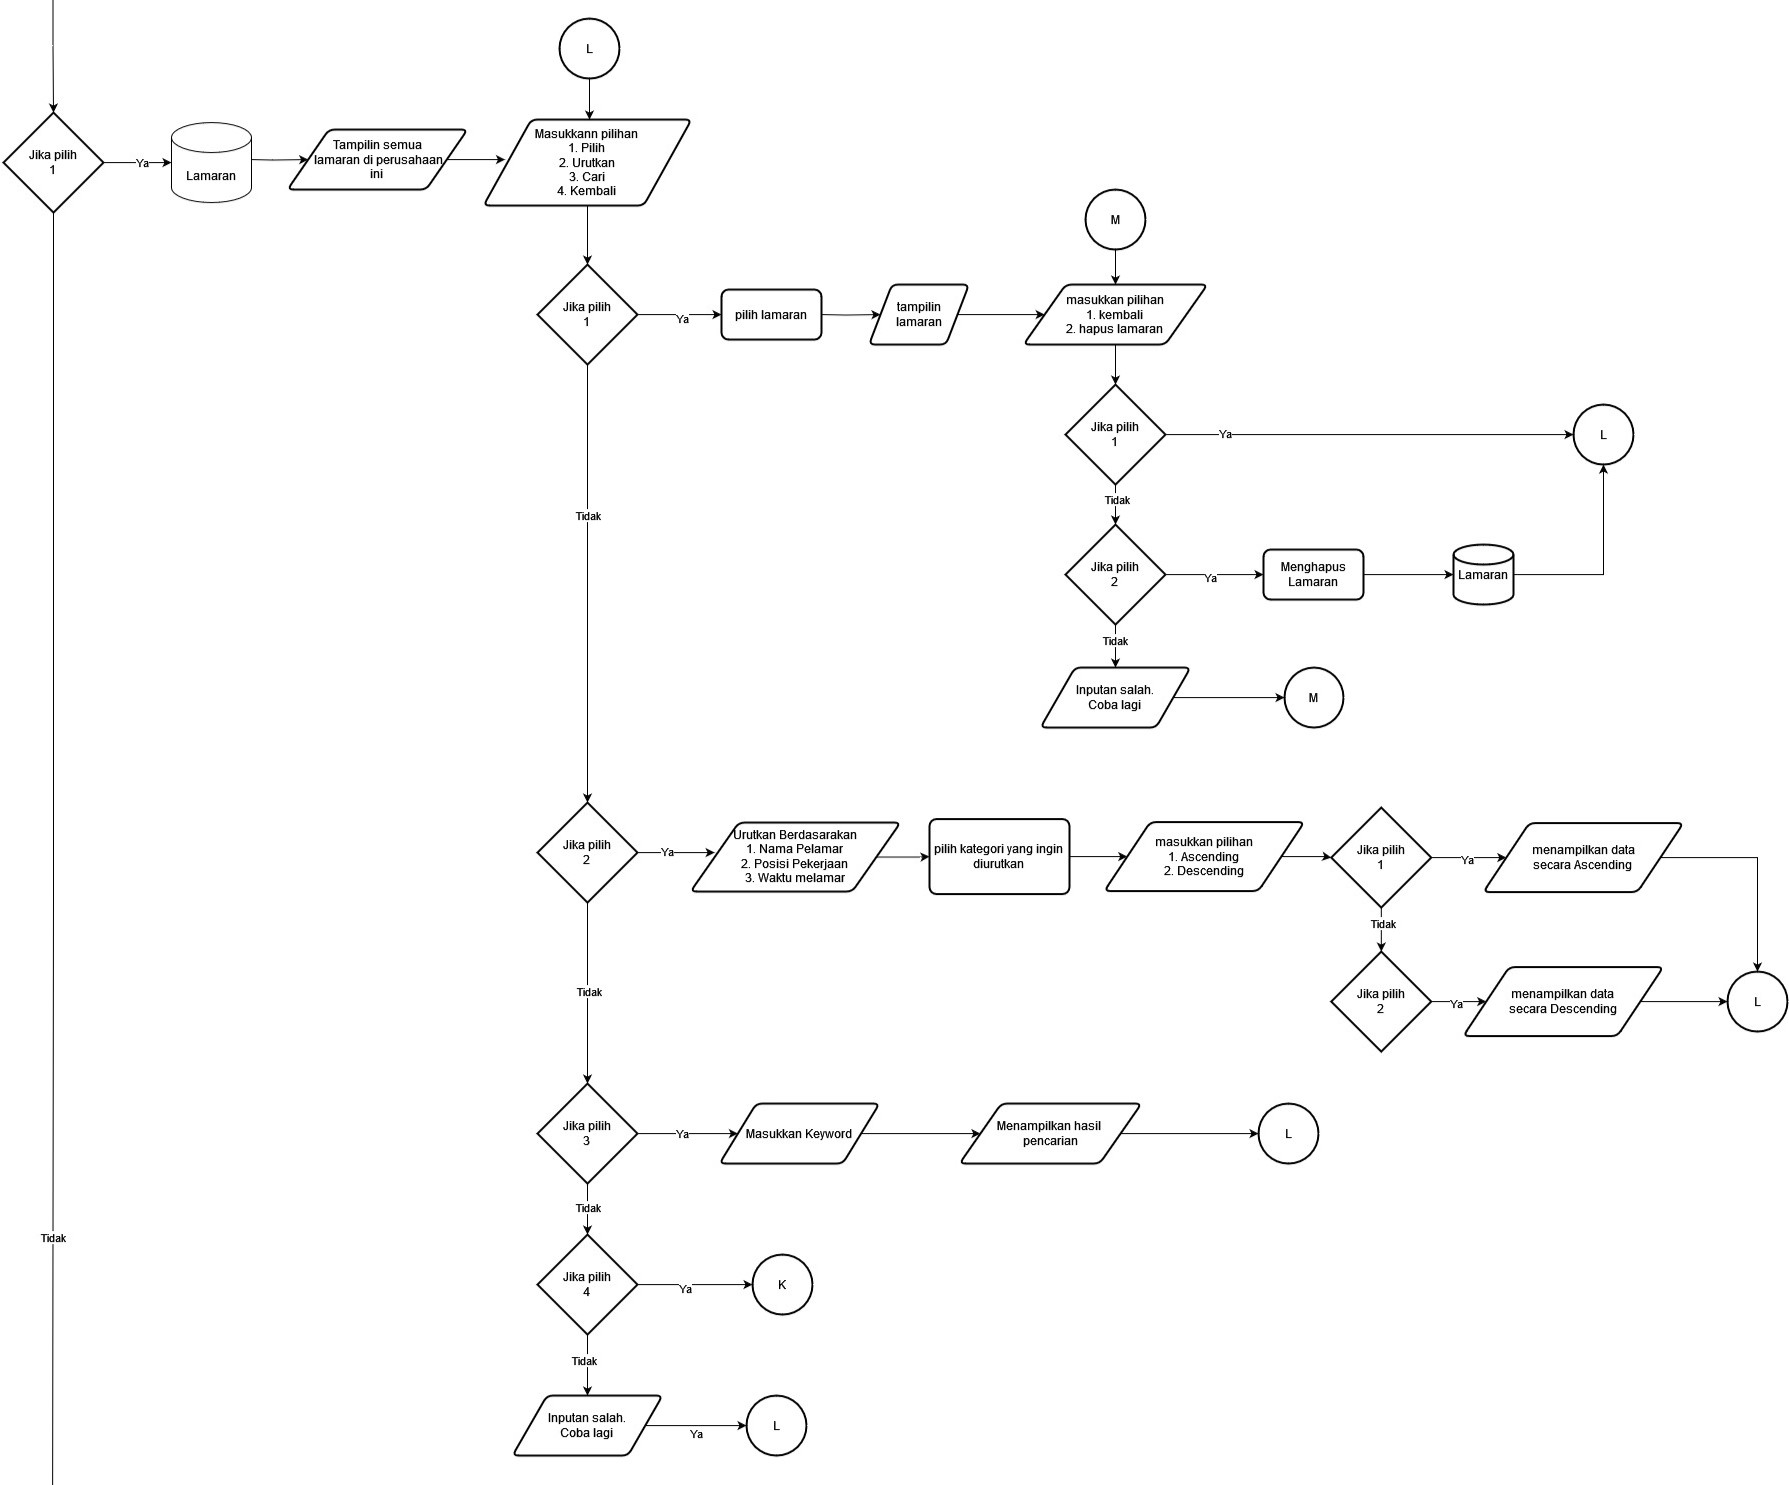 L
Jika pilih
1
Ya
Lamaran
Tampilin semua
lamaran di perusahaan
ini
Masukkann pilihan
1. Pilih
2. Urutkan
3. Cari
4. Kembali
M
Jika pilih
1
Ya
pilih lamaran
tampilin
lamaran
masukkan pilihan
1. kembali
2. hapus lamaran
Jika pilih
1
Ya
L
Tidak
Tidak
Jika pilih
2
Ya
Menghapus
Lamaran
Lamaran
Tidak
Inputan salah.
Coba lagi
M
Jika pilih
2
Ya
Urutkan Berdasarakan
1. Nama Pelamar
2. Posisi Pekerjaan
3. Waktu melamar
pilih kategori yang ingin
diurutkan
masukkan pilihan
1. Ascending
2. Descending
Jika pilih
1
Ya
menampilkan data
secara Ascending
Tidak
Tidak
Jika pilih
2
Ya
menampilkan data
secara Descending
L
Jika pilih
3
Ya
Masukkan Keyword
Menampilkan hasil
pencarian
L
Tidak
Tidak
Jika pilih
4
Ya
K
Tidak
Inputan salah.
Coba lagi
Ya
L